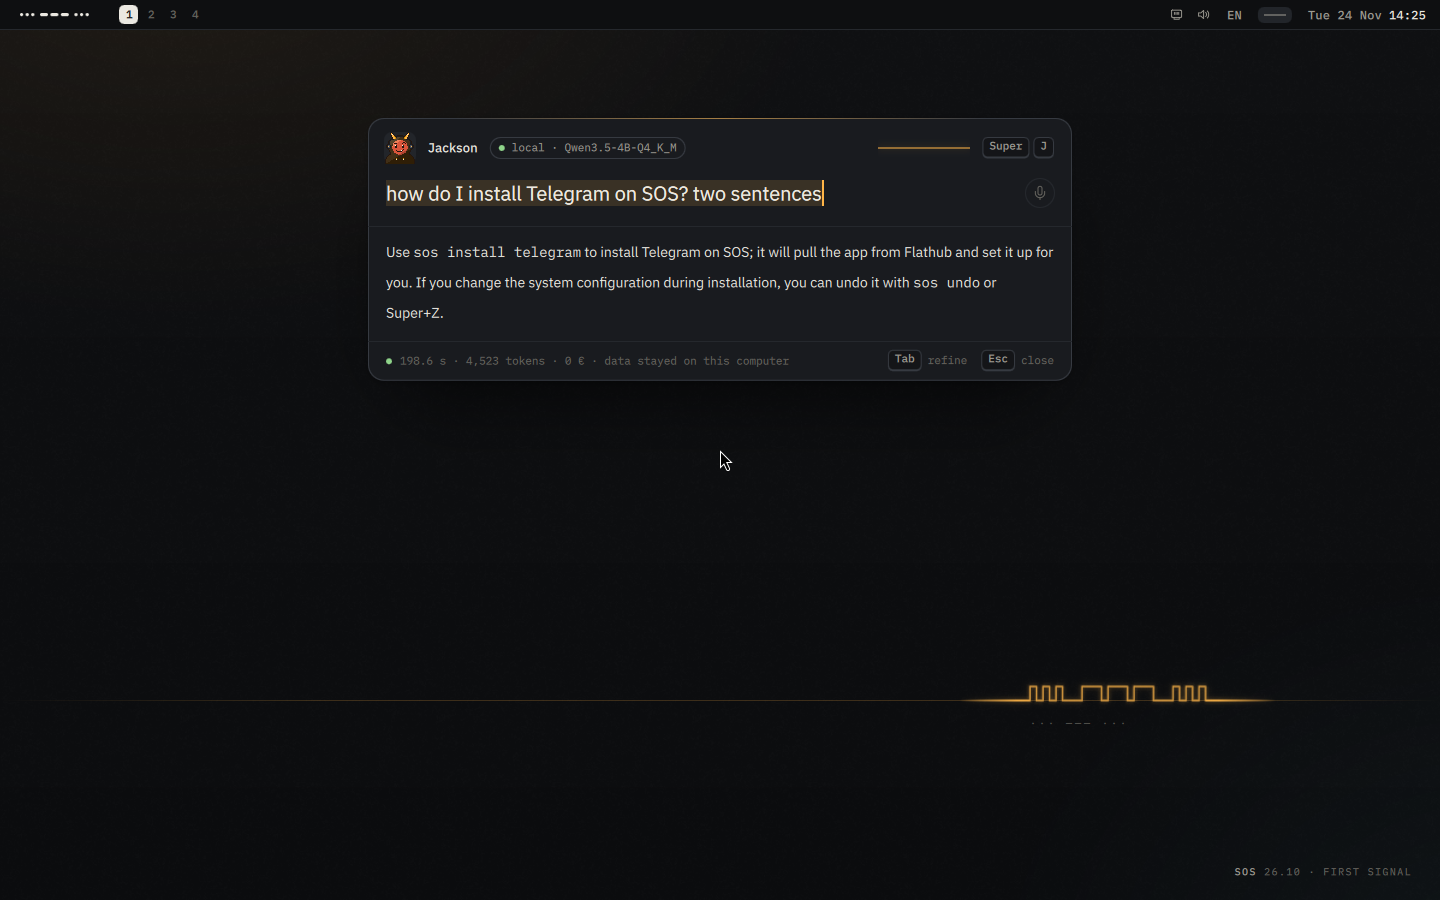 1 2 3 4
EN
Tue 24 Nov 14:25
Jackson
local · Qwen3.5-4B-Q4_K_M
Super J
how do I install Telegram on SOS? two sentences
Use sos install telegram to install Telegram on SOS; it will pull the app from Flathub and set it up for
you. If you change the system configuration during installation, you can undo it with sos undo or
Super+Z.
198.6 s · 4,523 tokens · 0 € · data stayed on this computer
Tab refine Esc close
··· −−− ···
SOS 26.10 · FIRST SIGNAL